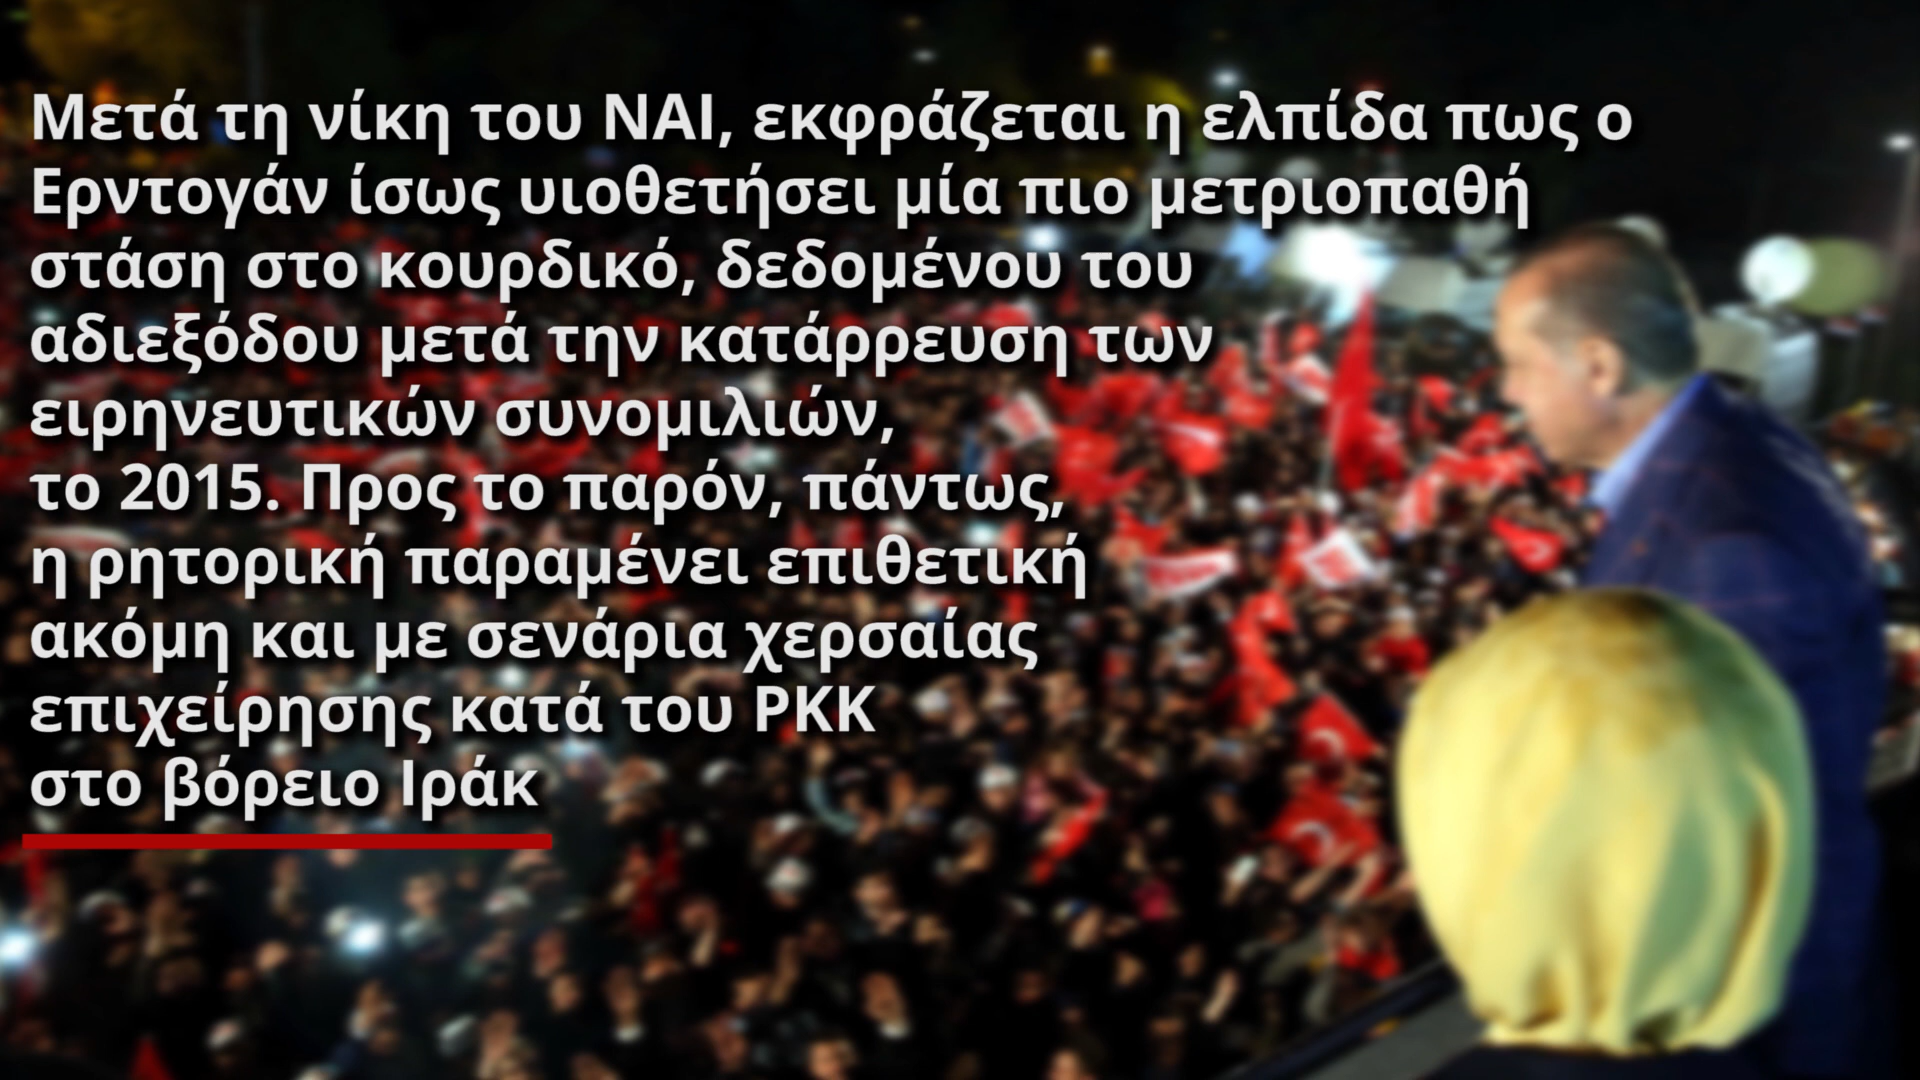 Μετά τη νίκη του ΝΑΙ, εκφράζεται η ελπίδα πως ο
Ερντογάν ίσως υιοθετήσει μία πιο μετριοπαθή
στάση στο κουρδικό, δεδομένου του
αδιεξόδου μετά την κατάρρευση των
ειρηνευτικών συνομιλιών,
το 2015. Προς το παρόν, πάντως,
η ρητορική παραμένει επιθετική
ακόμη και με σενάρια χερσαίας
επιχείρησης κατά του PKK
στο βόρειο Ιράκ